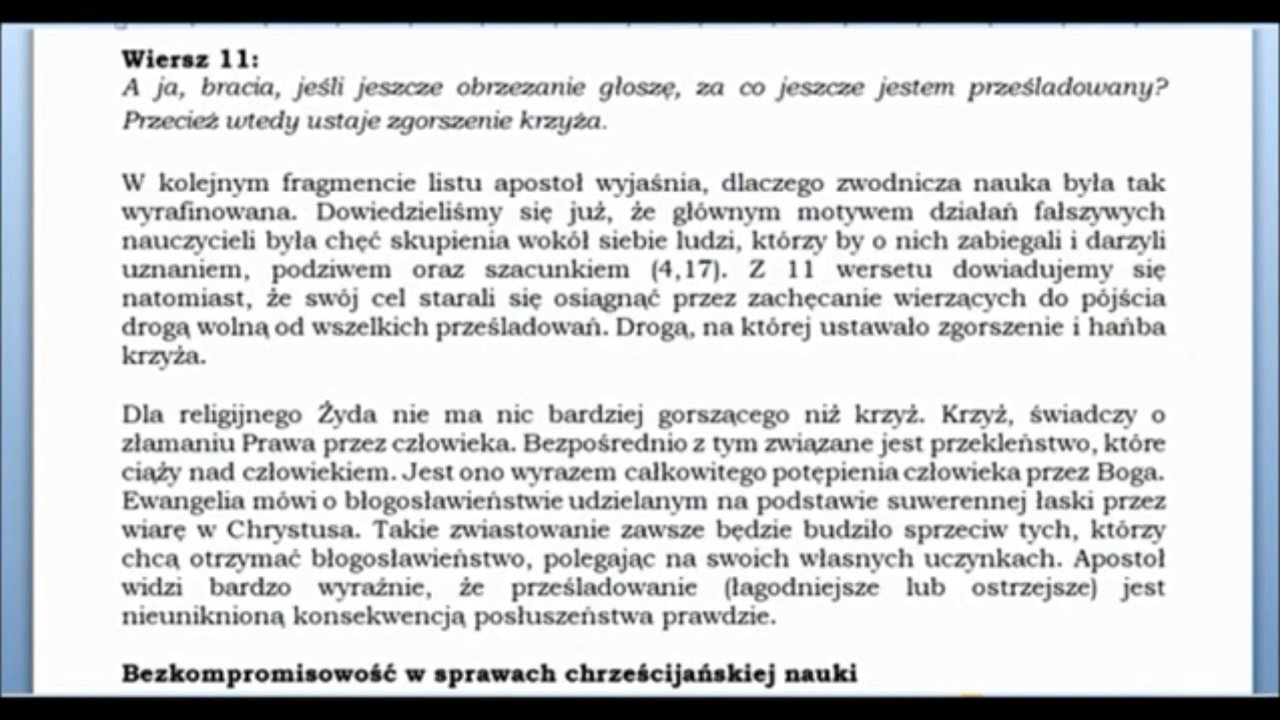 Wiersz 11:
A ja, bracia, jeśli jeszcze obrzezanie głoszę, za co jeszcze jestem prześladowany?
Przecież wtedy ustaje zgorszenie krzyża.
W kolejnym fragmencie listu apostoł wyjaśnia, dlaczego zwodnicza nauka była tak
wyrafinowana. Dowiedzieliśmy się już, że głównym motywem działań fałszywych
nauczycieli była chęć skupienia wokół siebie ludzi, którzy by o nich zabiegali i darzyli
uznaniem, podziwem oraz szacunkiem (4,17). Z 11 wersetu dowiadujemy się
natomiast, że swój cel starali się osiągnąć przez zachęcanie wierzących do pójścia
drogą wolną od wszelkich prześladowań. Drogą, na której ustawało zgorszenie i hańba
krzyża.
Dla religijnego Żyda nie ma nic bardziej gorszącego niż krzyż. Krzyż, świadczy o
złamaniu Prawa przez człowieka. Bezpośrednio z tym związane jest przekleństwo, które
ciąży nad człowiekiem. Jest ono wyrazem całkowitego potępienia człowieka przez Boga.
Ewangelia mówi o błogosławieństwie udzielanym na podstawie suwerennej łaski przez
wiarę w Chrystusa. Takie zwiastowanie zawsze będzie budziło sprzeciw tych, którzy
chcą otrzymać błogosławieństwo, polegając na swoich własnych uczynkach. Apostoł
widzi bardzo wyraźnie, że prześladowanie (łagodniejsze lub ostrzejsze) jest
nieuniknioną konsekwencją posłuszeństwa prawdzie.
Bezkompromisowość w sprawach chrześcijańskiej nauki